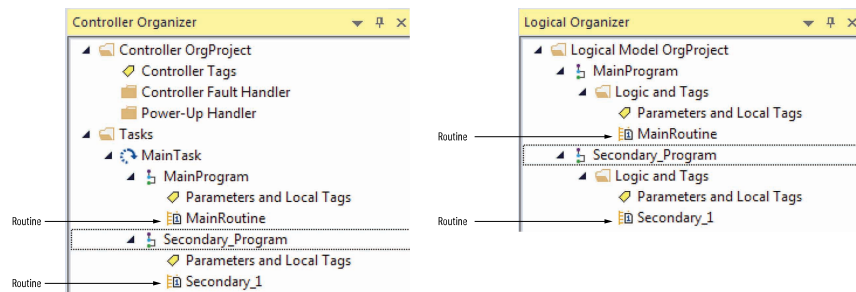 Controller Organizer
Controller OrgProject
Controller Tags
Controller Fault Handler
Power-Up Handler
Tasks
MainTask
MainProgram
Parameters and Local Tags
Routine
MainRoutine
Secondary_Program
Parameters and Local Tags
Routine
Secondary_1
Logical Organizer
Logical Model OrgProject
MainProgram
Logic and Tags
Parameters and Local Tags
Routine
MainRoutine
Secondary_Program
Logic and Tags
Parameters and Local Tags
Routine
Secondary_1